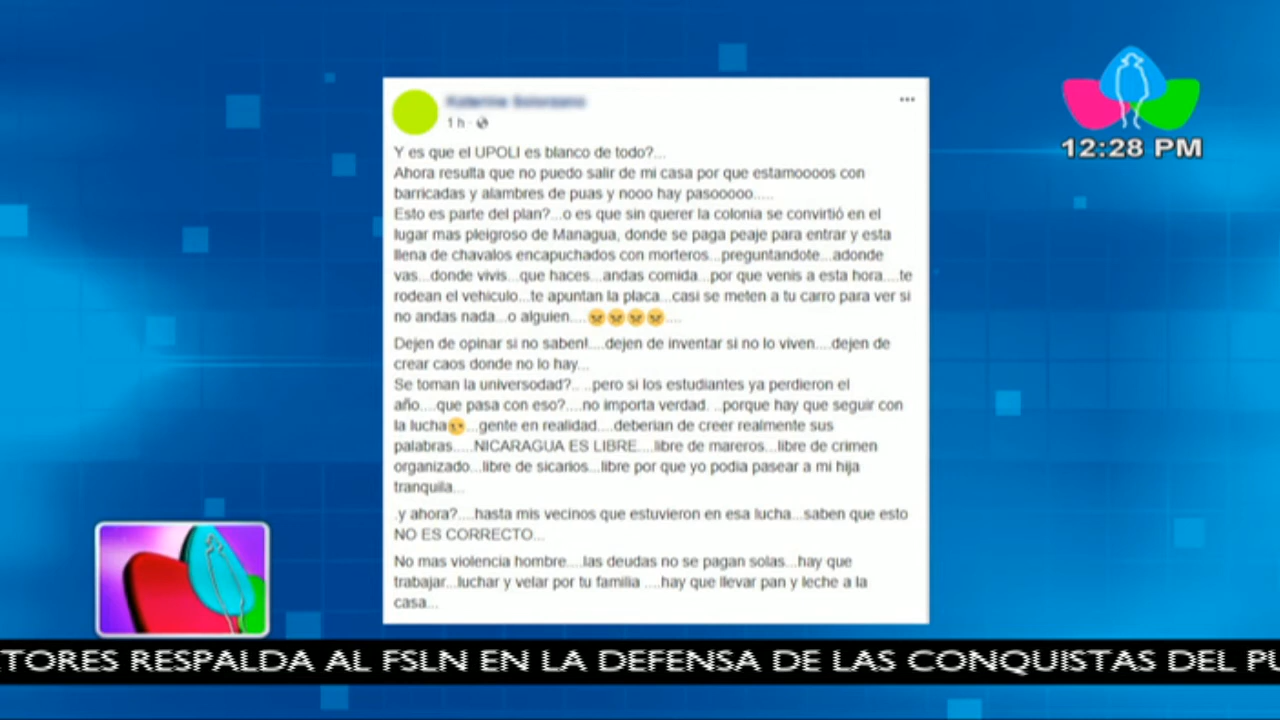 1 h
Y es que el UPOLI es blanco de todo?...
Ahora resulta que no puedo salir de mi casa por que estamoooos con
barricadas y alambres de puas y nooo hay pasooooo.....
Esto es parte del plan?...o es que sin querer la colonia se convirtió en el
lugar mas pleigroso de Managua, donde se paga peaje para entrar y esta
llena de chavalos encapuchados con morteros...preguntandote...adonde
vas...donde vivis...que haces...andas comida...por que venis a esta hora....te
rodean el vehiculo...te apuntan la placa...casi se meten a tu carro para ver si
no andas nada...o alguien....😠😠😠😠....
Dejen de opinar si no saben!....dejen de inventar si no lo viven....dejen de
crear caos donde no lo hay...
Se toman la universodad?.. ..pero si los estudiantes ya perdieron el
año....que pasa con eso?....no importa verdad. ..porque hay que seguir con
la lucha...gente en realidad....deberian de creer realmente sus
palabras.....NICARAGUA ES LIBRE....libre de mareros...libre de crimen
organizado...libre de sicarios...libre por que yo podia pasear a mi hija
tranquila...
.y ahora?....hasta mis vecinos que estuvieron en esa lucha...saben que esto
NO ES CORRECTO...
No mas violencia hombre....las deudas no se pagan solas...hay que
trabajar...luchar y velar por tu familia ....hay que llevar pan y leche a la
casa...
12:28 PM
TORES RESPALDA AL FSLN EN LA DEFENSA DE LAS CONQUISTAS DEL PU